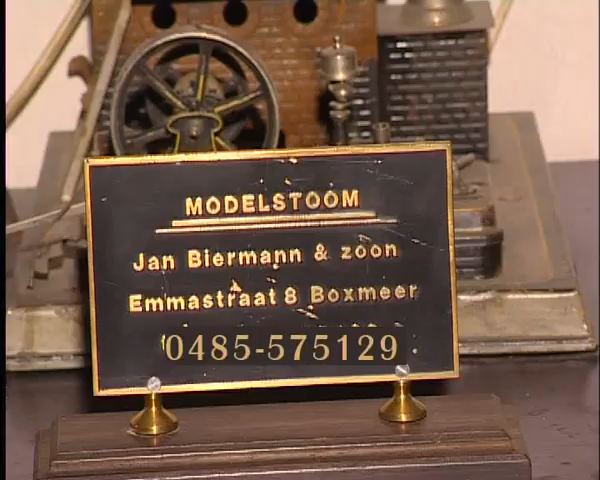 MODELSTOOM
Jan Biermann & zoon
Emmastraat 8 Boxmeer
0485-575129